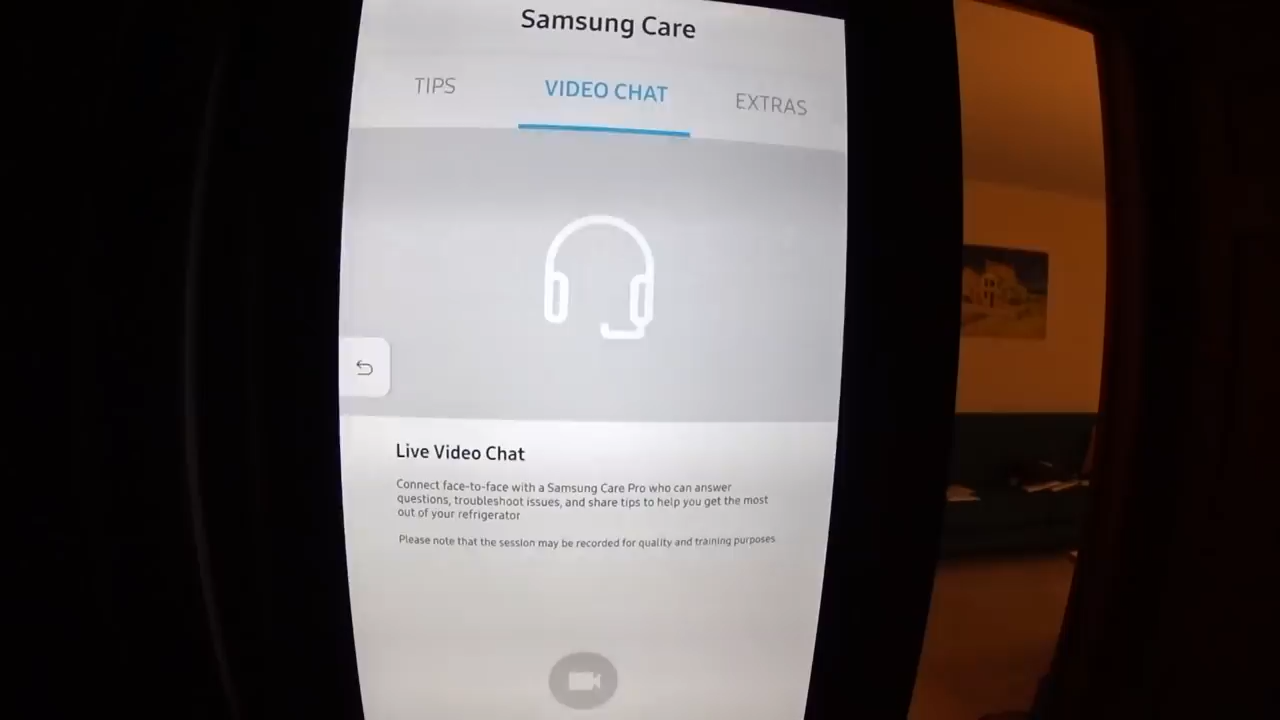 Samsung Care
TIPS VIDEO CHAT EXTRAS
Live Video Chat
Connect face-to-face with a Samsung Care Pro who can answer
questions, troubleshoot issues, and share tips to help you get the most
out of your refrigerator
Please note that the session may be recorded for quality and training purposes